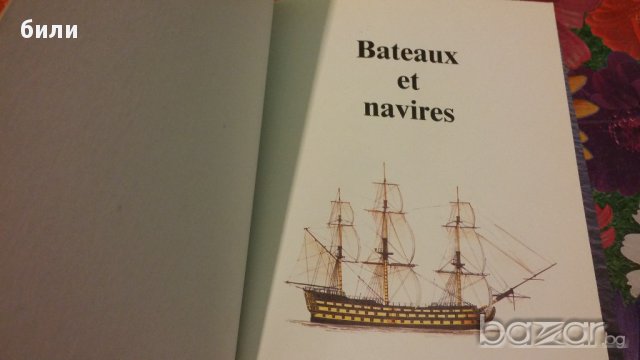 били
Bateaux
et
navires
bazar.bg